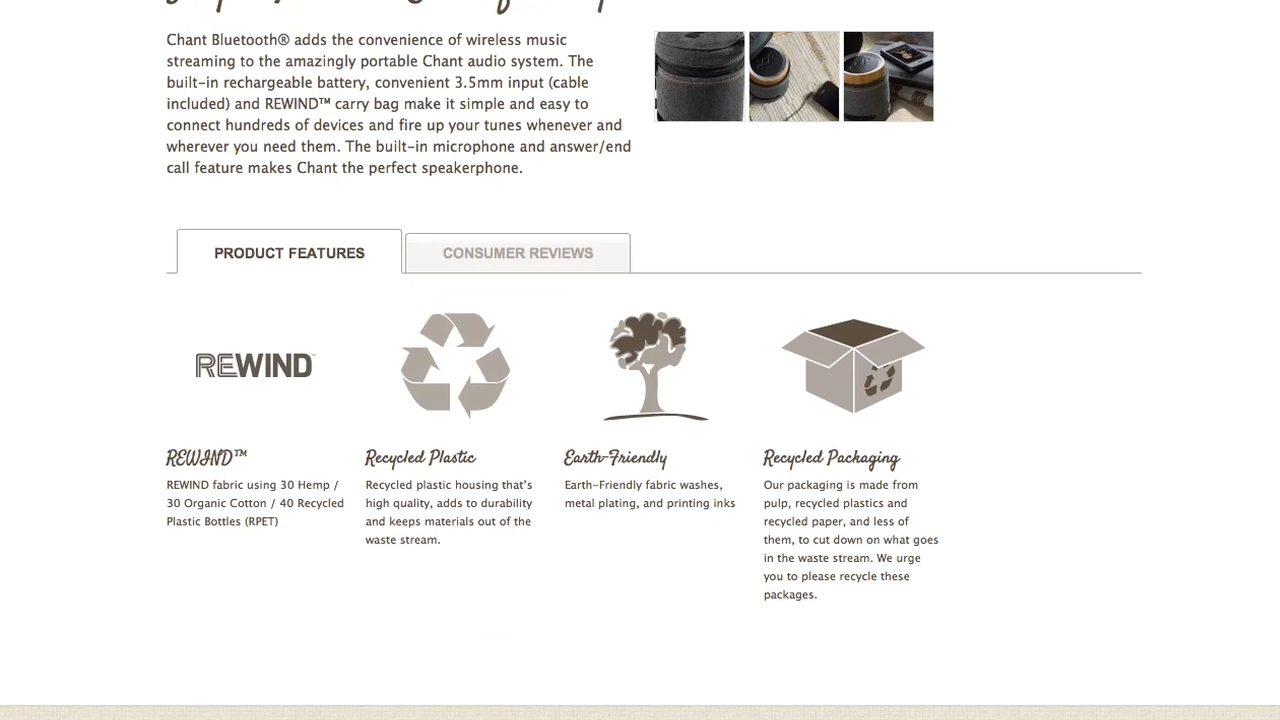 Chant Bluetooth® adds the convenience of wireless music
streaming to the amazingly portable Chant audio system. The
built-in rechargeable battery, convenient 3.5mm input (cable
included) and REWIND™ carry bag make it simple and easy to
connect hundreds of devices and fire up your tunes whenever and
wherever you need them. The built-in microphone and answer/end
call feature makes Chant the perfect speakerphone.
PRODUCT FEATURES
CONSUMER REVIEWS
REWIND™
REWIND™
REWIND fabric using 30 Hemp /
30 Organic Cotton / 40 Recycled
Plastic Bottles (RPET)
Recycled Plastic
Recycled plastic housing that's
high quality, adds to durability
and keeps materials out of the
waste stream.
Earth-Friendly
Earth-Friendly fabric washes,
metal plating, and printing inks
Recycled Packaging
Our packaging is made from
pulp, recycled plastics and
recycled paper, and less of
them, to cut down on what goes
in the waste stream. We urge
you to please recycle these
packages.